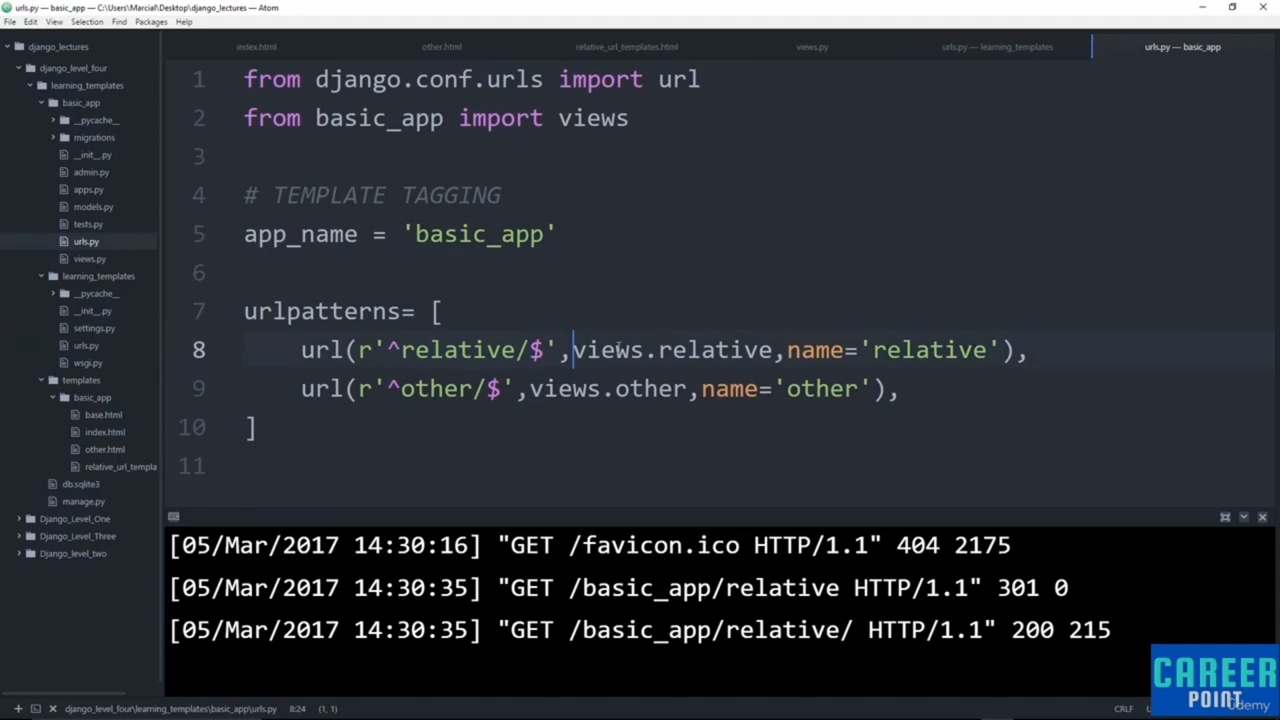 urls.py — basic_app — C:\Users\Marcial\Desktop\django_lectures — Atom
File Edit View Selection Find Packages Help
django_lectures
django_level_four
learning_templates
basic_app
__pycache__
migrations
__init__.py
admin.py
apps.py
models.py
tests.py
urls.py
views.py
learning_templates
__pycache__
__init__.py
settings.py
urls.py
wsgi.py
templates
basic_app
base.html
index.html
other.html
relative_url_templa
db.sqlite3
manage.py
Django_Level_One
Django_Level_Three
Django_level_two
index.html other.html relative_url_templates.html views.py urls.py — learning_templates urls.py — basic_app
1 from django.conf.urls import url
2 from basic_app import views
3
4 # TEMPLATE TAGGING
5 app_name = 'basic_app'
6
7 urlpatterns= [
8 url(r'^relative/$',views.relative,name='relative'),
9 url(r'^other/$',views.other,name='other'),
10 ]
11
[05/Mar/2017 14:30:16] "GET /favicon.ico HTTP/1.1" 404 2175
[05/Mar/2017 14:30:35] "GET /basic_app/relative HTTP/1.1" 301 0
[05/Mar/2017 14:30:35] "GET /basic_app/relative/ HTTP/1.1" 200 215
django_level_four\learning_templates\basic_app\urls.py 8:24 (1, 1) CRLF
CAREER
POINT
Udemy